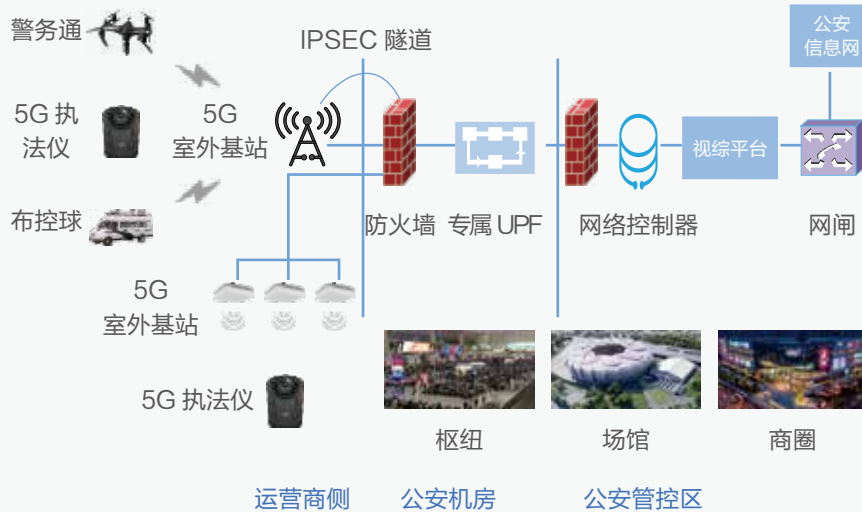 警务通
IPSEC 隧道
公安
信息网
5G 执
法仪
5G
室外基站
视综平台
布控球
防火墙
专属 UPF
网络控制器
网闸
5G
室外基站
5G 执法仪
枢纽
场馆
商圈
运营商侧
公安机房
公安管控区